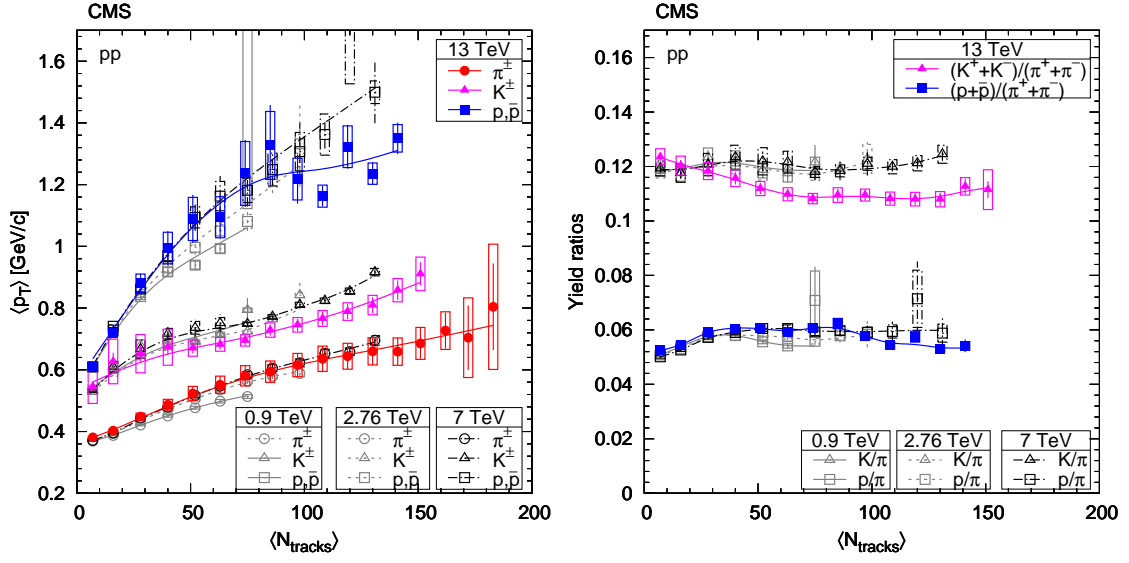 CMS
pp
13 TeV
π±
K±
p,p̄
⟨p_T⟩ [GeV/c]
1.6
1.4
1.2
1
0.8
0.6
0.4
0.2
0.9 TeV
π±
K±
p,p̄
2.76 TeV
π±
K±
p,p̄
7 TeV
π±
K±
p,p̄
0 50 100 150 200
⟨N_tracks⟩
CMS
pp
13 TeV
(K⁺+K⁻)/(π⁺+π⁻)
(p+p̄)/(π⁺+π⁻)
Yield ratios
0.16
0.14
0.12
0.1
0.08
0.06
0.04
0.02
0
0.9 TeV
K/π
p/π
2.76 TeV
K/π
p/π
7 TeV
K/π
p/π
0 50 100 150 200
⟨N_tracks⟩